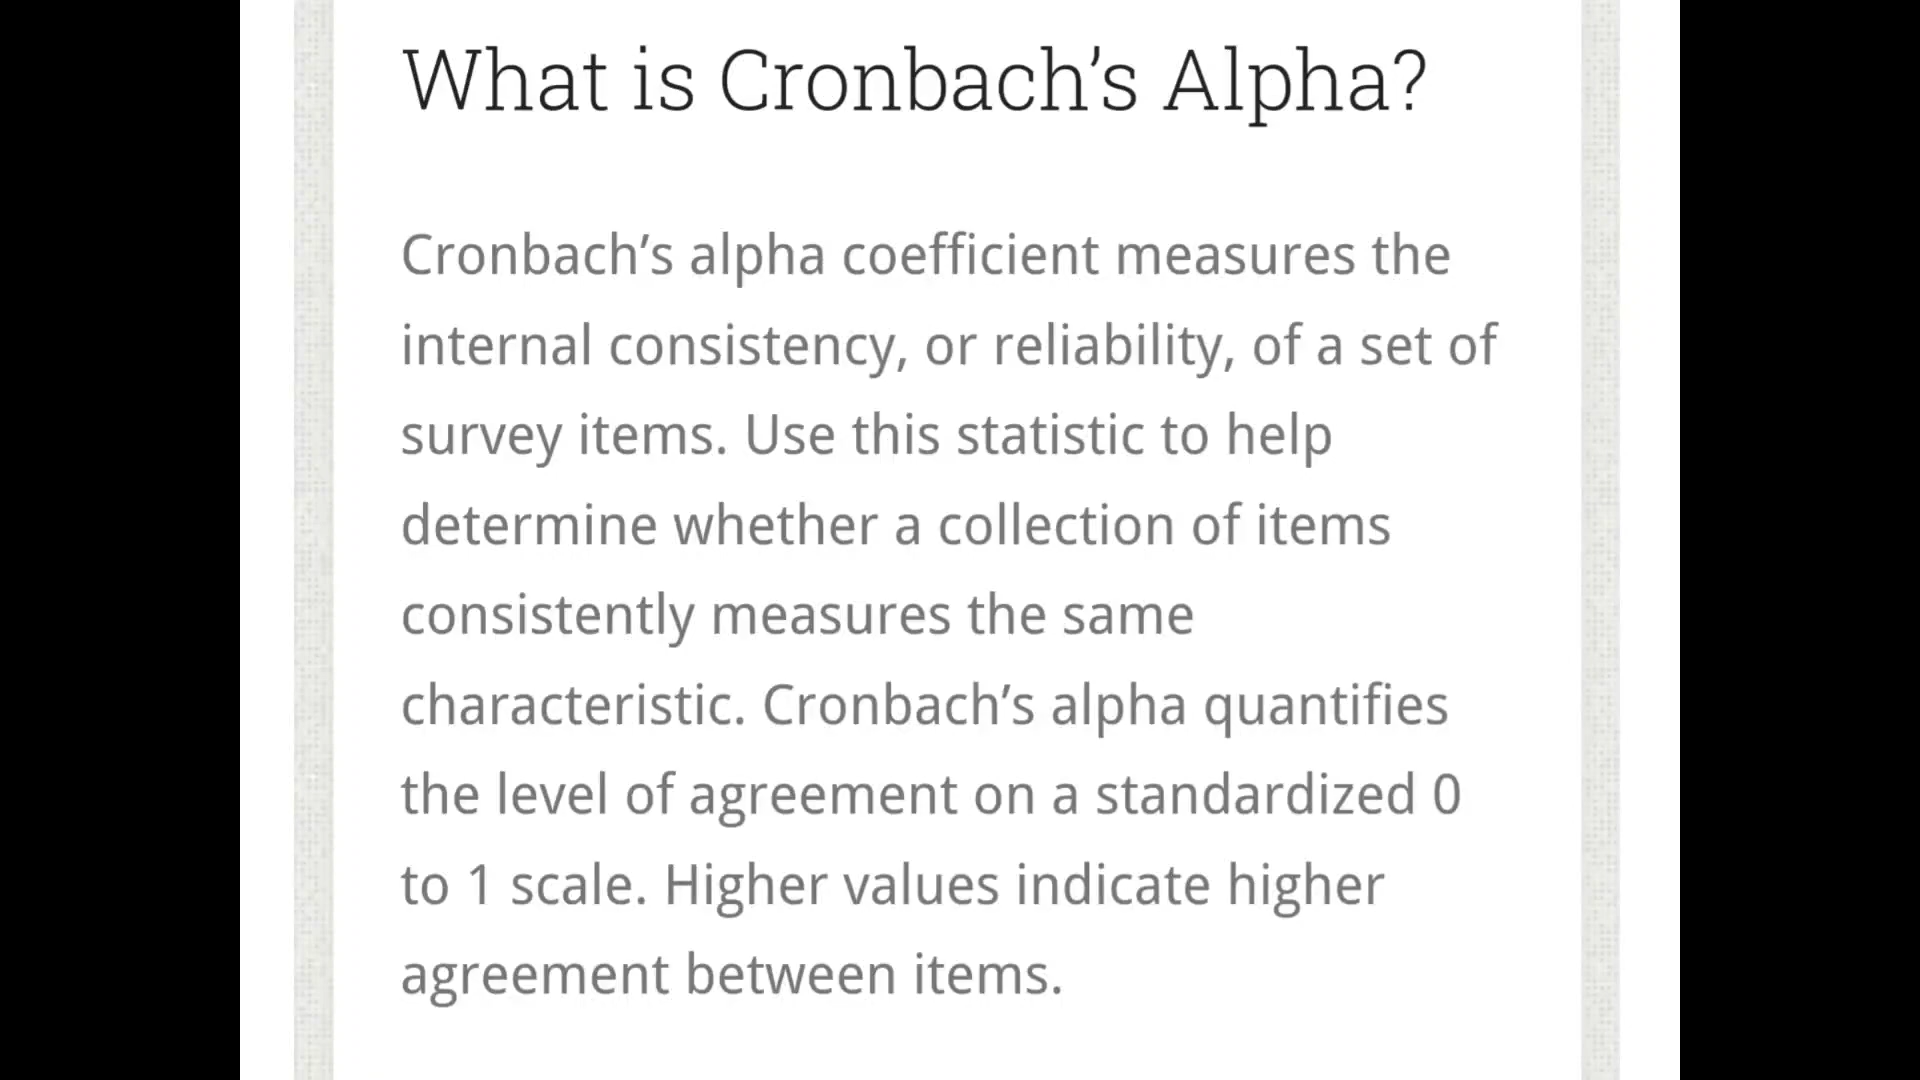 What is Cronbach’s Alpha?
Cronbach’s alpha coefficient measures the
internal consistency, or reliability, of a set of
survey items. Use this statistic to help
determine whether a collection of items
consistently measures the same
characteristic. Cronbach’s alpha quantifies
the level of agreement on a standardized 0
to 1 scale. Higher values indicate higher
agreement between items.